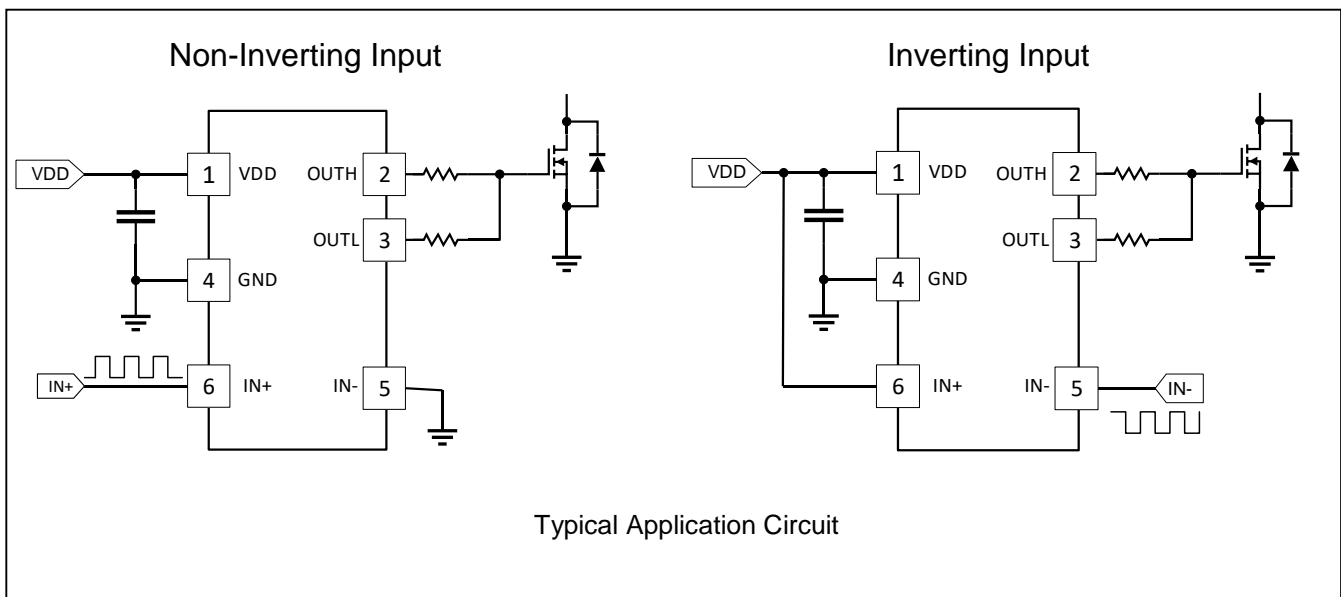 Non-Inverting Input
VDD
1 VDD
OUTH 2
OUTL 3
4 GND
IN+
6 IN+
IN- 5
Inverting Input
VDD
1 VDD
OUTH 2
OUTL 3
4 GND
6 IN+
IN- 5
IN-
Typical Application Circuit